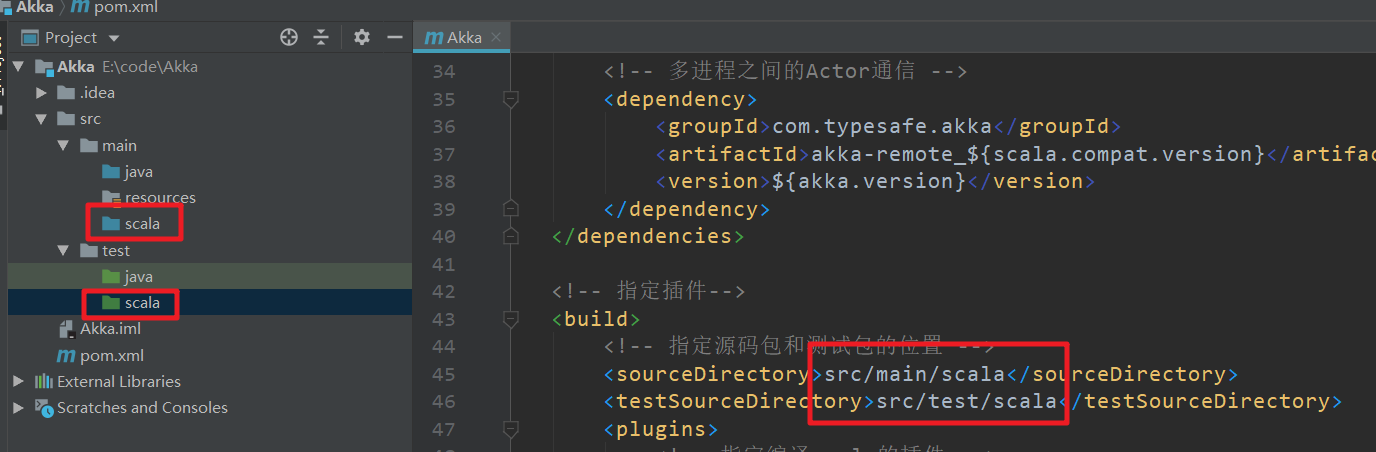 Akka pom.xml
Project
Akka E:\code\Akka
.idea
src
main
java
resources
scala
test
java
scala
Akka.iml
pom.xml
External Libraries
Scratches and Consoles
Akka
34 <!-- 多进程之间的Actor通信 -->
35 <dependency>
36 <groupId>com.typesafe.akka</groupId>
37 <artifactId>akka-remote_${scala.compat.version}</artifac
38 <version>${akka.version}</version>
39 </dependency>
40 </dependencies>
41
42 <!-- 指定插件-->
43 <build>
44 <!-- 指定源码包和测试包的位置 -->
45 <sourceDirectory>src/main/scala</sourceDirectory>
46 <testSourceDirectory>src/test/scala</testSourceDirectory>
47 <plugins>